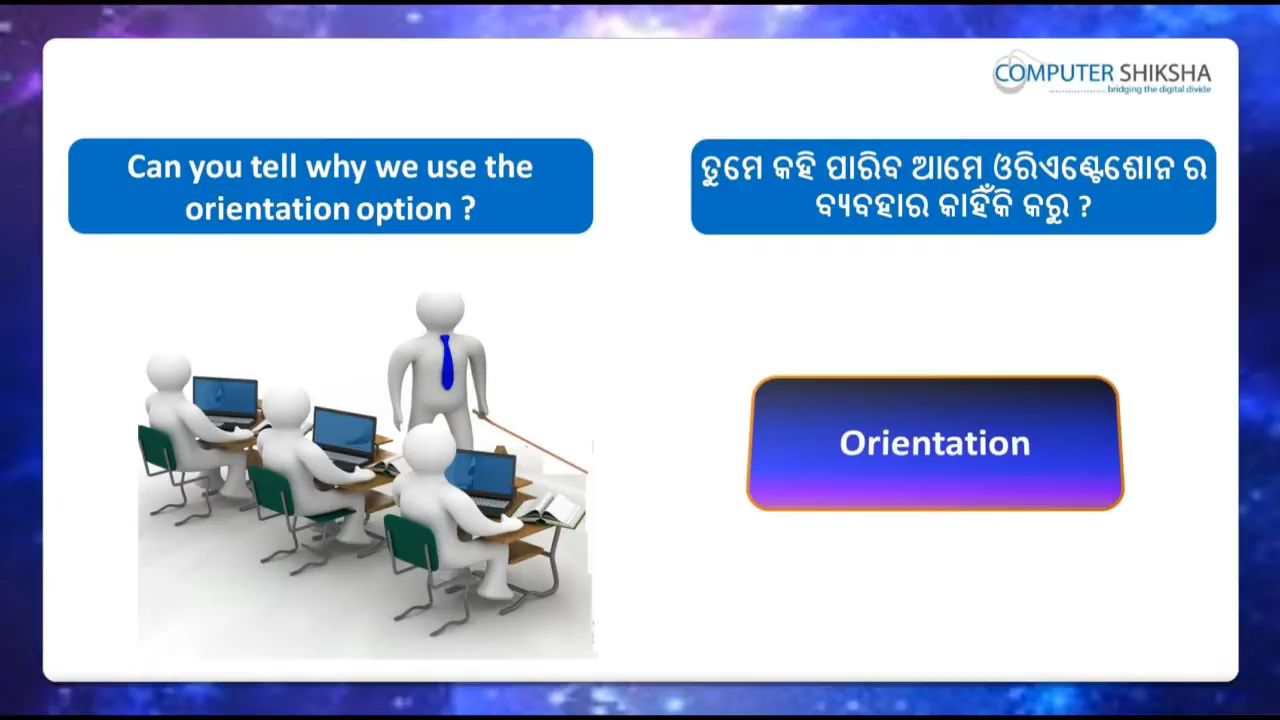 COMPUTER SHIKSHA
bridging the digital divide
Can you tell why we use the
orientation option ?
ତୁମେ କହି ପାରିବ ଆମେ ଓରିଏଣ୍ଟେଶୋନ ର
ବ୍ୟବହାର କାହିଁକି କରୁ ?
Orientation